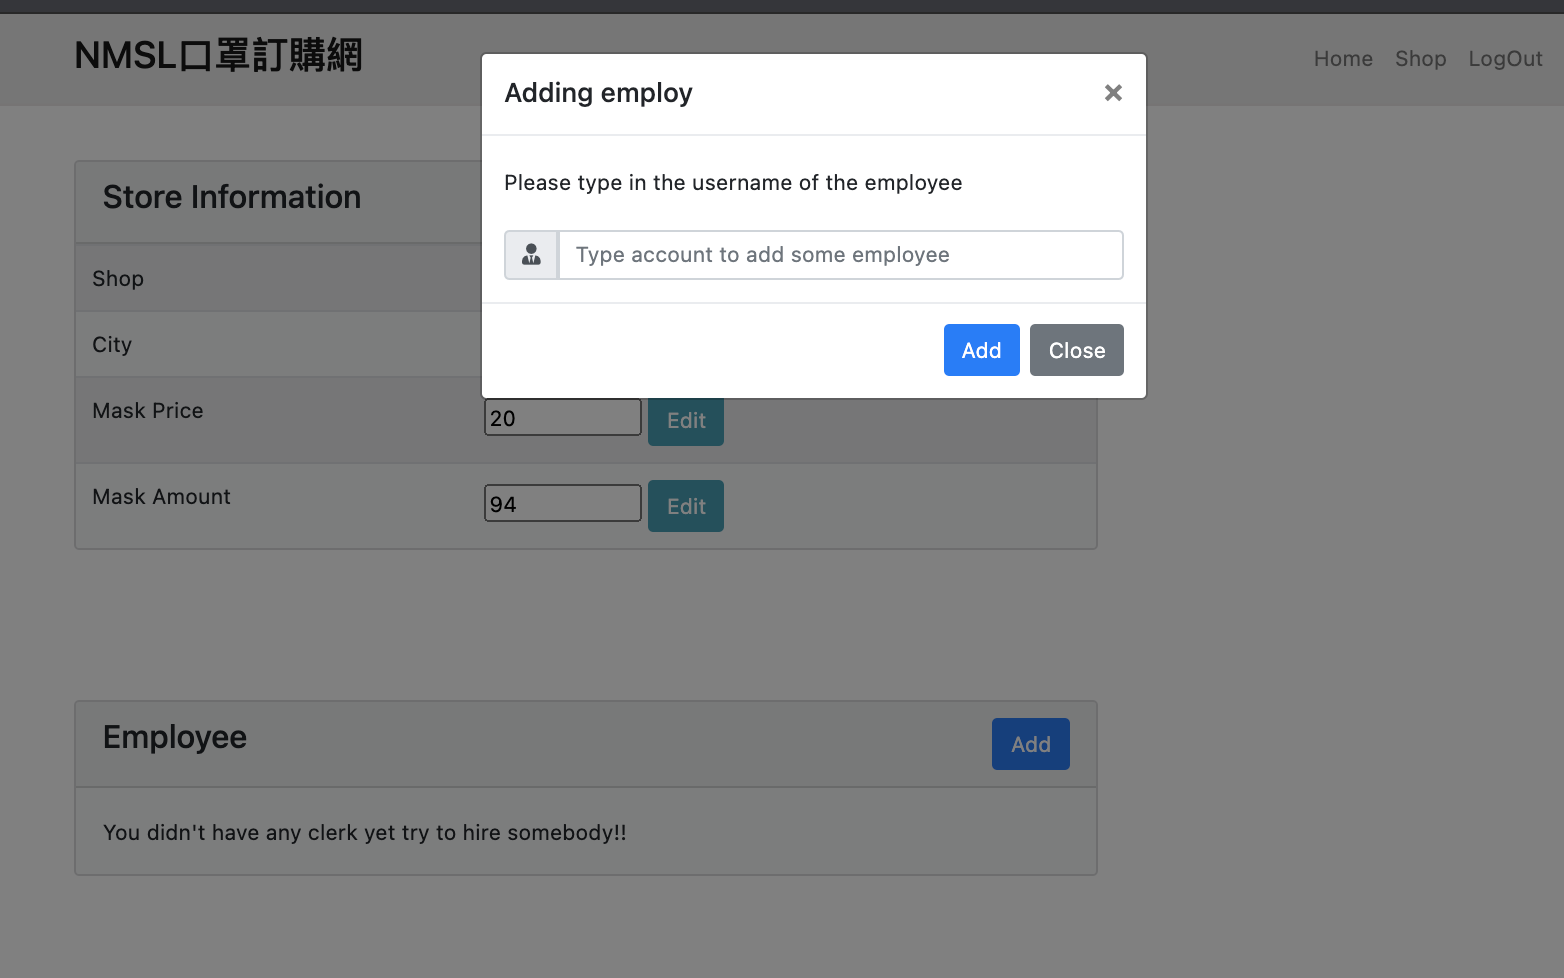 NMSL口罩訂購網
Home Shop LogOut
Adding employ ×
Please type in the username of the employee
Type account to add some employee
Add Close
Store Information
Shop
City
Mask Price 20 Edit
Mask Amount 94 Edit
Employee Add
You didn't have any clerk yet try to hire somebody!!